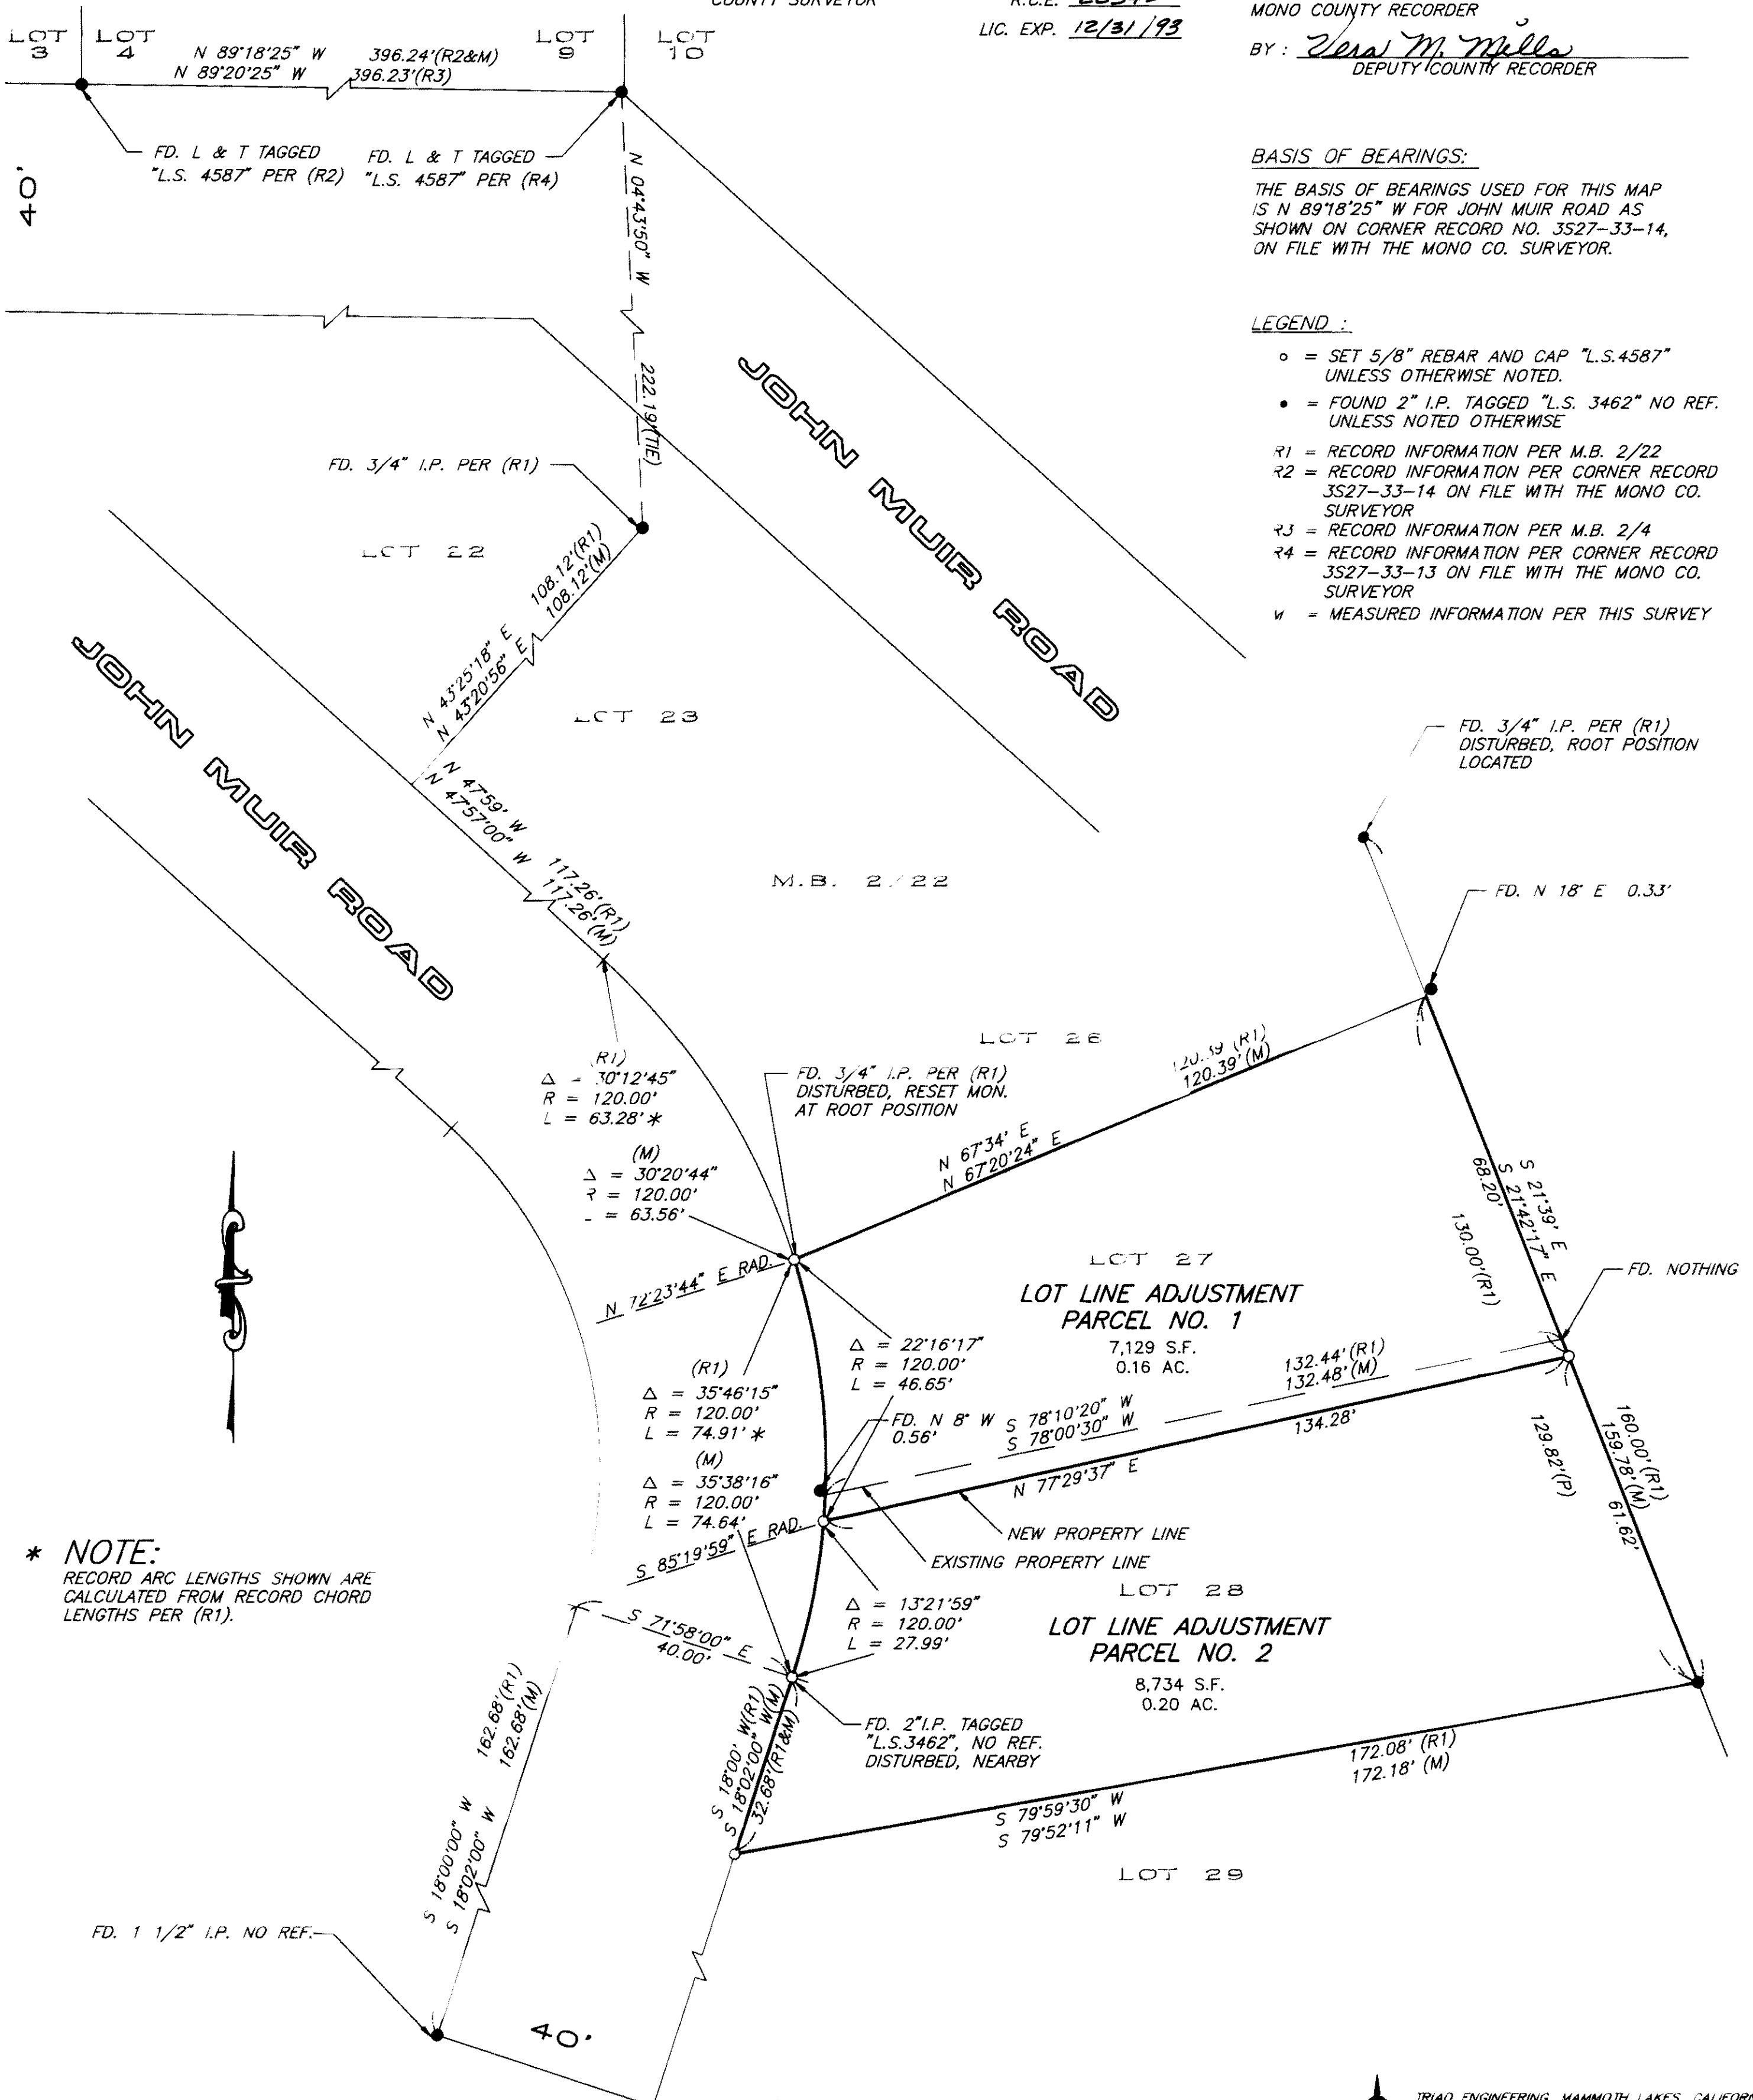 LIC. EXP. 12/31/93
MONO COUNTY RECORDER
BY : Vera M. Mills
DEPUTY COUNTY RECORDER
LOT 3
LOT 4
N 89°18'25" W 396.24'(R2&M)
N 89°20'25" W 396.23'(R3)
LOT 9
LOT 10
FD. L & T TAGGED
"L.S. 4587" PER (R2)
FD. L & T TAGGED
"L.S. 4587" PER (R4)
40'
N 04°43'50" W
222.19'(TIE)
BASIS OF BEARINGS:
THE BASIS OF BEARINGS USED FOR THIS MAP
IS N 89°18'25" W FOR JOHN MUIR ROAD AS
SHOWN ON CORNER RECORD NO. 3S27-33-14,
ON FILE WITH THE MONO CO. SURVEYOR.
LEGEND :
= SET 5/8" REBAR AND CAP "L.S.4587"
UNLESS OTHERWISE NOTED.
= FOUND 2" I.P. TAGGED "L.S. 3462" NO REF.
UNLESS NOTED OTHERWISE
R1 = RECORD INFORMATION PER M.B. 2/22
R2 = RECORD INFORMATION PER CORNER RECORD
3S27-33-14 ON FILE WITH THE MONO CO.
SURVEYOR
R3 = RECORD INFORMATION PER M.B. 2/4
R4 = RECORD INFORMATION PER CORNER RECORD
3S27-33-13 ON FILE WITH THE MONO CO.
SURVEYOR
M = MEASURED INFORMATION PER THIS SURVEY
JOHN MUIR ROAD
FD. 3/4" I.P. PER (R1)
LOT 22
108.12'(R1)
108.12'(M)
N 43°25'18" E
N 43°20'56" E
LOT 23
JOHN MUIR ROAD
N 47°59' W
N 47°57'00" W
117.26'(R1)
117.26'(M)
M.B. 2/22
FD. 3/4" I.P. PER (R1)
DISTURBED, ROOT POSITION
LOCATED
FD. N 18° E 0.33'
LOT 26
120.39 (R1)
120.39'(M)
N 67°34' E
N 67°20'24" E
(R1)
Δ = 30°12'45"
R = 120.00'
L = 63.28' *
FD. 3/4" I.P. PER (R1)
DISTURBED, RESET MON.
AT ROOT POSITION
(M)
Δ = 30°20'44"
R = 120.00'
= 63.56'
N 72°23'44" E RAD.
S 21°39' E
S 21°42'17" E
68.20'
130.00'(R1)
FD. NOTHING
LOT 27
LOT LINE ADJUSTMENT
PARCEL NO. 1
7,129 S.F.
0.16 AC.
Δ = 22°16'17"
R = 120.00'
L = 46.65'
(R1)
Δ = 35°46'15"
R = 120.00'
L = 74.91' *
(M)
Δ = 35°38'16"
R = 120.00'
L = 74.64'
FD. N 8° W
0.56'
S 78°10'20" W
S 78°00'30" W
132.44'(R1)
132.48'(M)
134.28'
N 77°29'37" E
160.00'(R1)
159.78'(M)
61.62'
129.82'(P)
S 85°19'59" E RAD.
NEW PROPERTY LINE
EXISTING PROPERTY LINE
* NOTE:
RECORD ARC LENGTHS SHOWN ARE
CALCULATED FROM RECORD CHORD
LENGTHS PER (R1).
LOT 28
LOT LINE ADJUSTMENT
PARCEL NO. 2
8,734 S.F.
0.20 AC.
Δ = 13°21'59"
R = 120.00'
L = 27.99'
S 71°58'00" E
40.00'
162.68'(R1)
162.68'(M)
S 18°00'00" W
S 18°02'00" W
S 18°00' W(R1)
S 18°02'00" W(M)
32.68'(R1&M)
FD. 2"I.P. TAGGED
"L.S.3462", NO REF.
DISTURBED, NEARBY
172.08' (R1)
172.18' (M)
S 79°59'30" W
S 79°52'11" W
LOT 29
FD. 1 1/2" I.P. NO REF.
40'